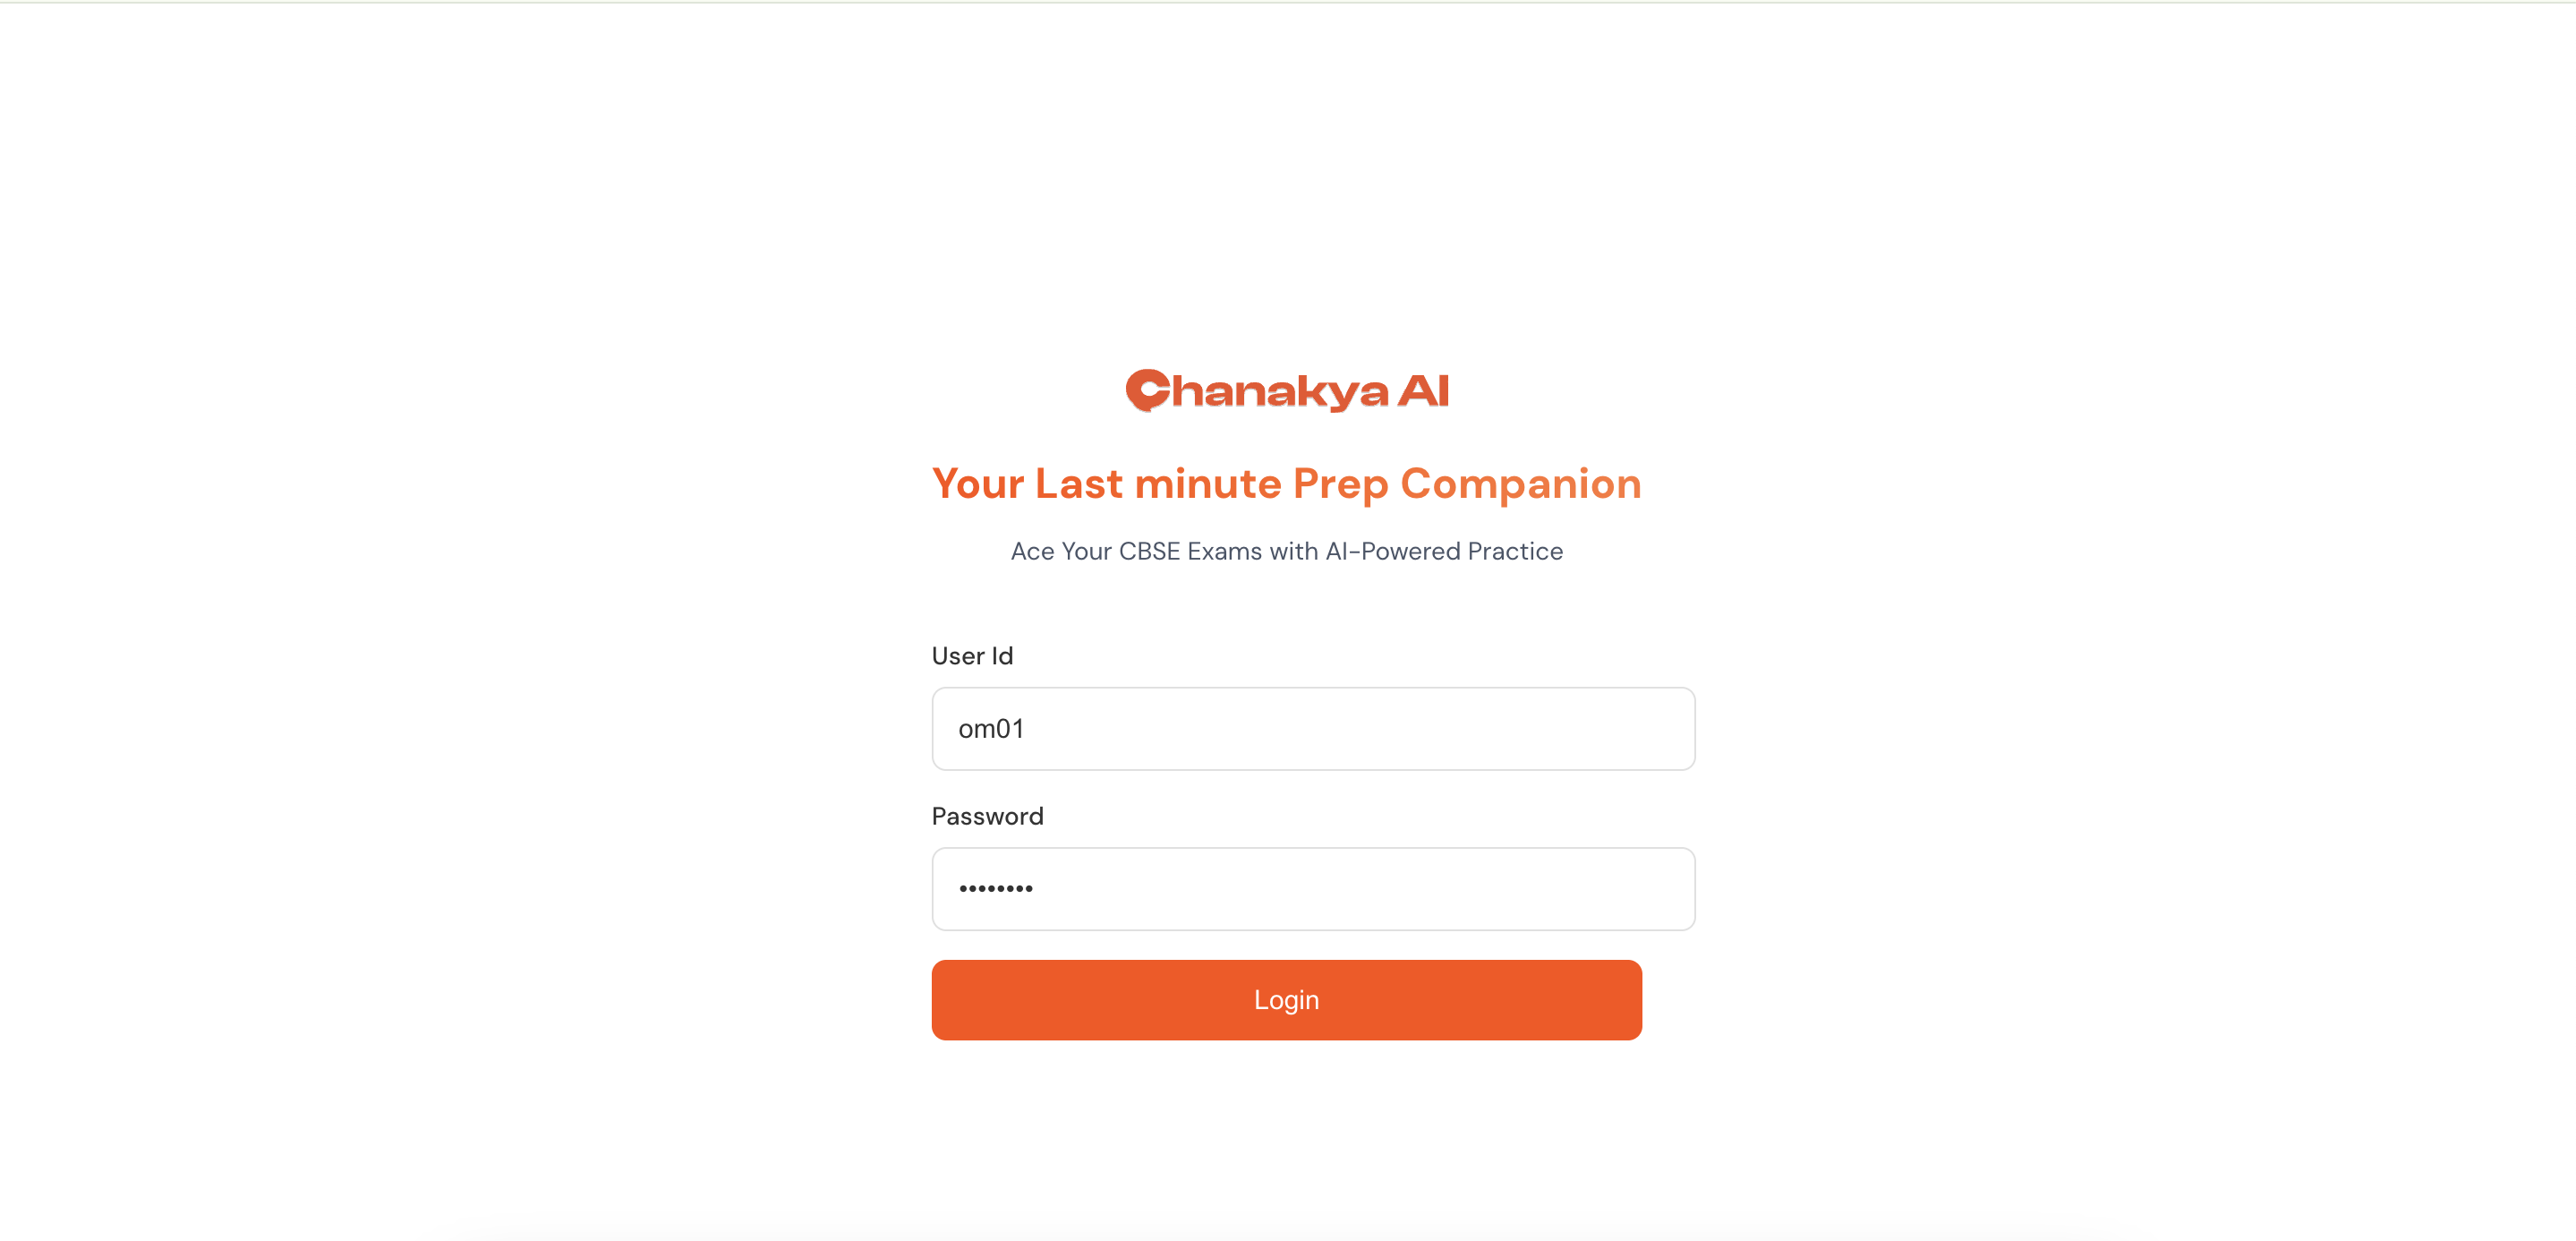 Chanakya AI
Your Last minute Prep Companion
Ace Your CBSE Exams with AI-Powered Practice
User Id
om01
Password
••••••••
Login